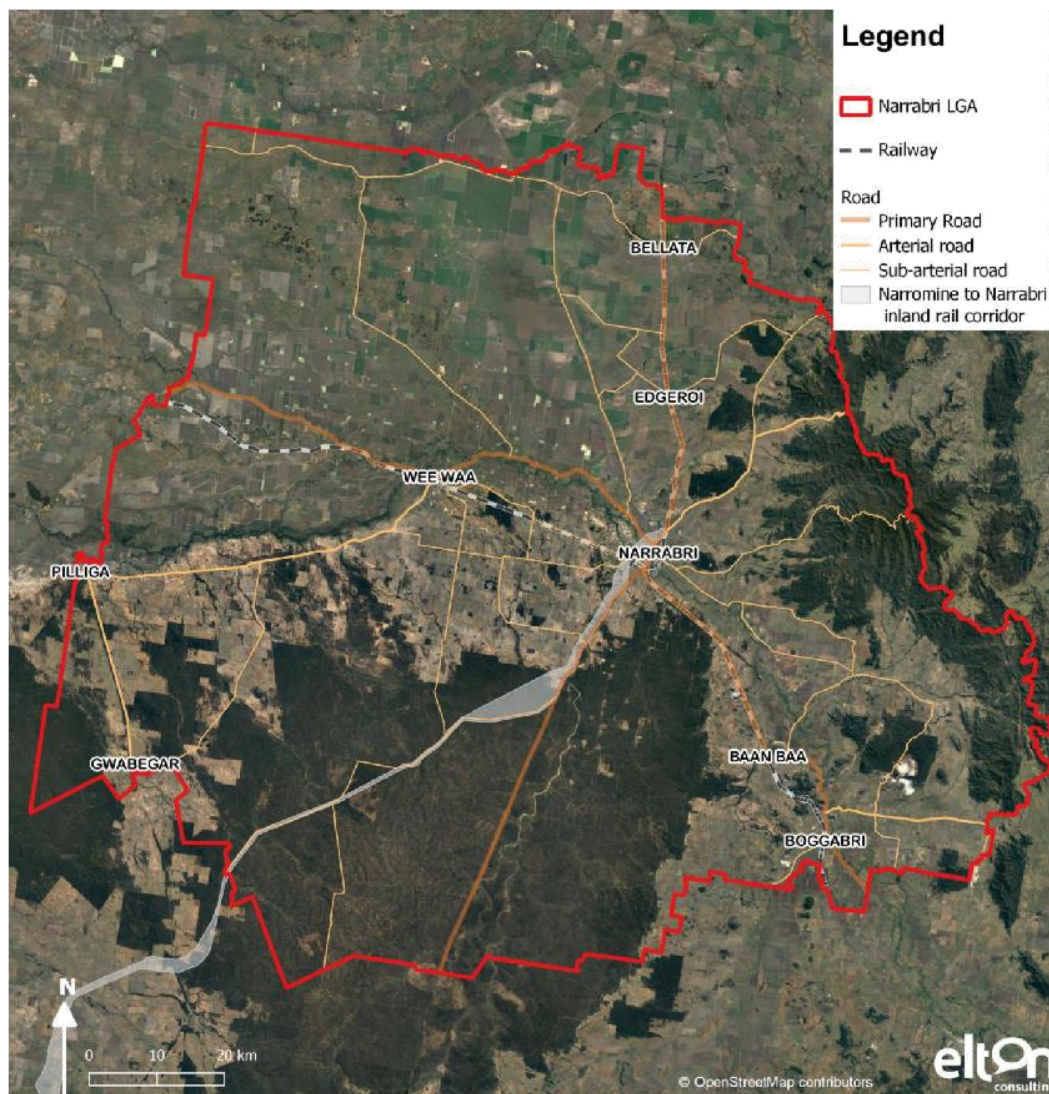 Legend
Narrabri LGA
Railway
Road
Primary Road
Arterial road
Sub-arterial road
Narromine to Narrabri
inland rail corridor
BELLATA
EDGEROI
WEE WAA
NARRABRI
PILLIGA
GWABEGAR
BAAN BAA
BOGGABRI
N
0 10 20 km
© OpenStreetMap contributors
elton
consulting